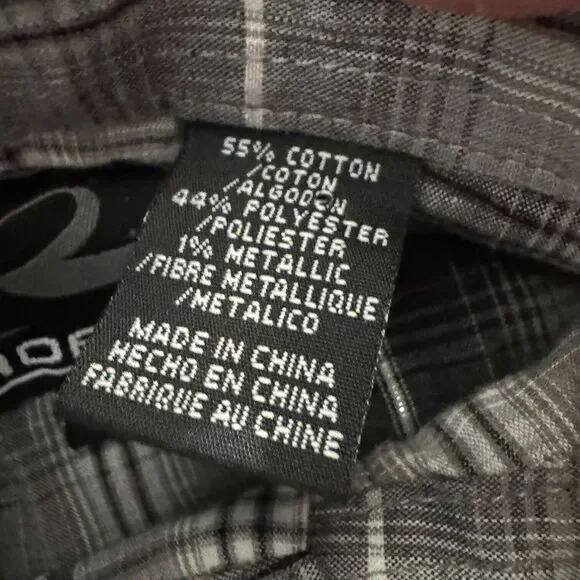 55% COTTON
/COTON
/ALGODON
44% POLYESTER
/POLIESTER
1% METALLIC
/FIBRE METALLIQUE
/METALICO
MADE IN CHINA
HECHO EN CHINA
FABRIQUE AU CHINE